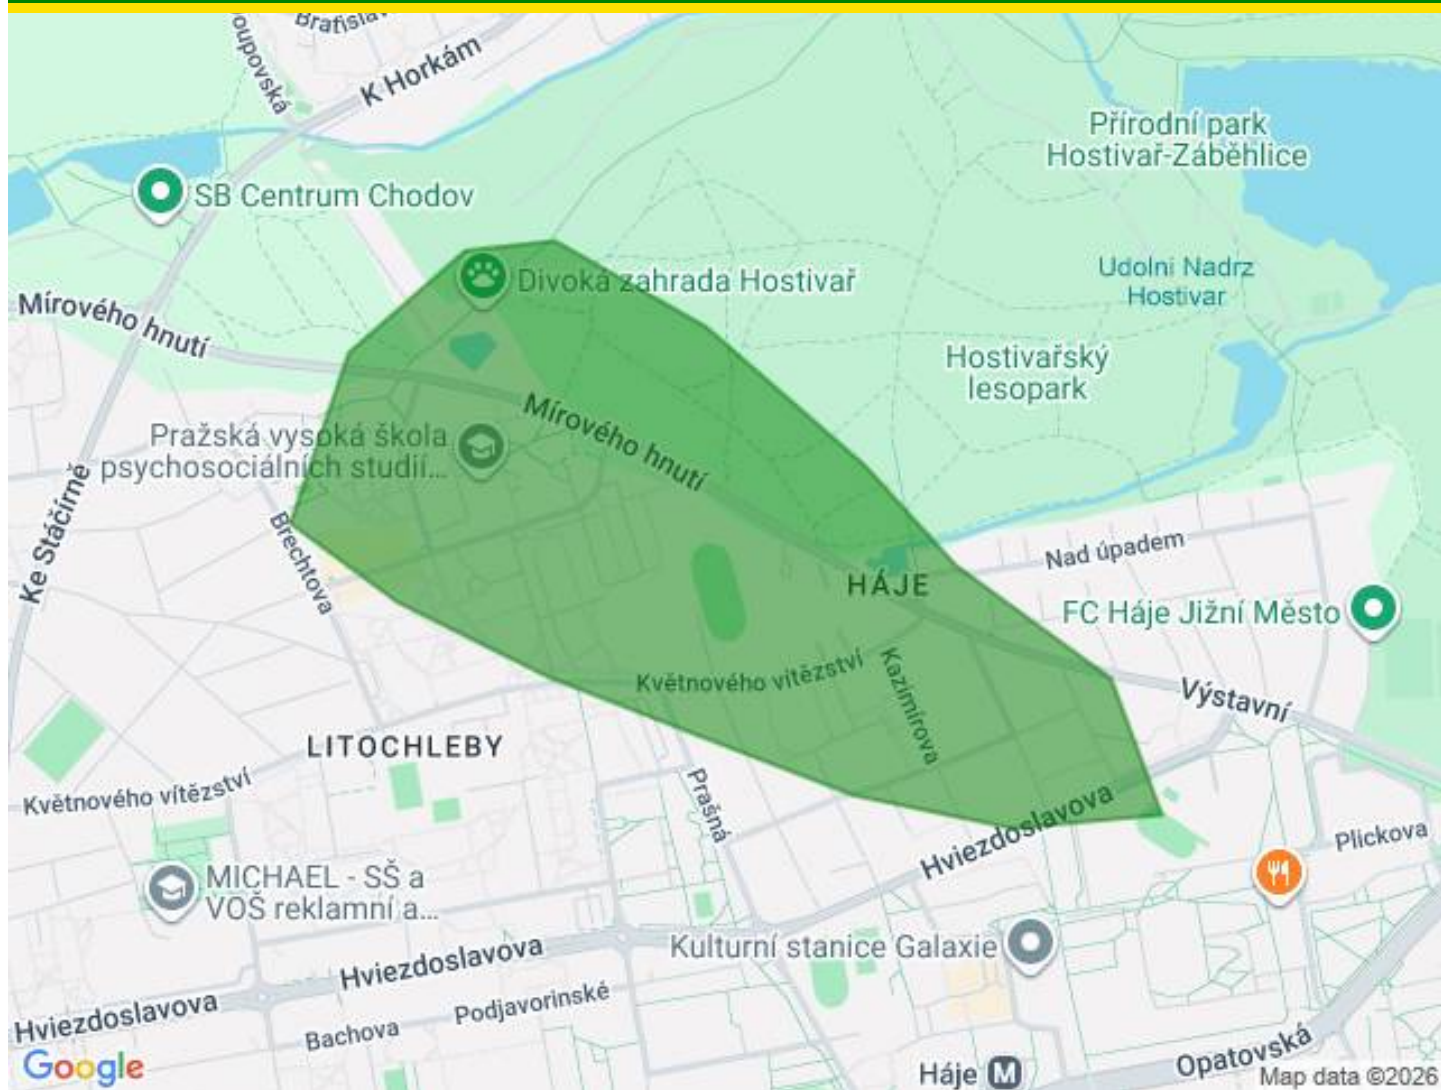 Bratislav
oupovská
K Horkám
Přírodní park
Hostivař-Záběhlice
SB Centrum Chodov
Divoká zahrada Hostivař
Udolni Nadrz
Hostivar
Mírového hnutí
Hostivařský
lesopark
Mírového hnutí
Pražská vysoká škola
psychosociálních studií...
Ke Stáčírně
Brechtova
Nad úpadem
HÁJE
FC Háje Jižní Město
Květnového vítězství
Kazimírova
Výstavní
LITOCHLEBY
Květnového vítězství
Prašná
Hviezdoslavova
Plickova
MICHAEL - SŠ a
VOŠ reklamní a...
Kulturní stanice Galaxie
Hviezdoslavova
Hviezdoslavova
Podjavorinské
Bachova
Opatovská
Google
Háje M
Map data ©2026